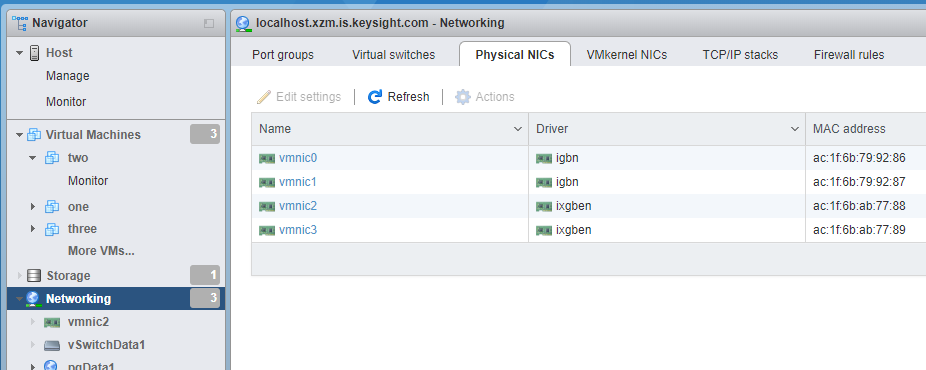 Navigator
Host
Manage
Monitor
Virtual Machines 3
two
Monitor
one
three
More VMs...
Storage 1
Networking 3
vmnic2
vSwitchData1
pgData1
localhost.xzm.is.keysight.com - Networking
Port groups Virtual switches Physical NICs VMkernel NICs TCP/IP stacks Firewall rules
Edit settings Refresh Actions
Name Driver MAC address
vmnic0 igbn ac:1f:6b:79:92:86
vmnic1 igbn ac:1f:6b:79:92:87
vmnic2 ixgben ac:1f:6b:ab:77:88
vmnic3 ixgben ac:1f:6b:ab:77:89